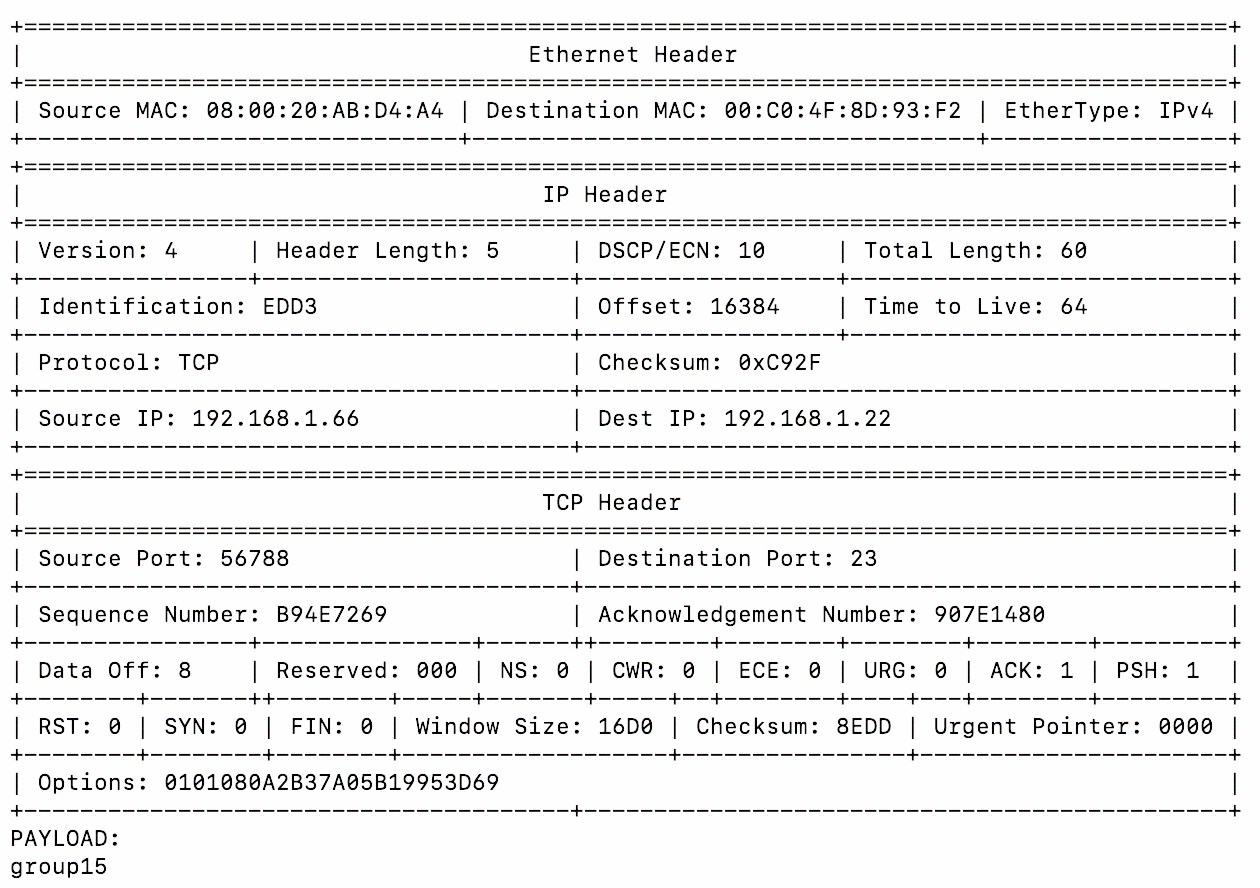 Ethernet Header
| Source MAC: 08:00:20:AB:D4:A4 | Destination MAC: 00:C0:4F:8D:93:F2 | EtherType: IPv4 |
IP Header
| Version: 4 | Header Length: 5 | DSCP/ECN: 10 | Total Length: 60 |
| Identification: EDD3 | Offset: 16384 | Time to Live: 64 |
| Protocol: TCP | Checksum: 0xC92F |
| Source IP: 192.168.1.66 | Dest IP: 192.168.1.22 |
TCP Header
| Source Port: 56788 | Destination Port: 23 |
| Sequence Number: B94E7269 | Acknowledgement Number: 907E1480 |
| Data Off: 8 | Reserved: 000 | NS: 0 | CWR: 0 | ECE: 0 | URG: 0 | ACK: 1 | PSH: 1 |
| RST: 0 | SYN: 0 | FIN: 0 | Window Size: 16D0 | Checksum: 8EDD | Urgent Pointer: 0000 |
| Options: 0101080A2B37A05B19953D69 |
PAYLOAD:
group15